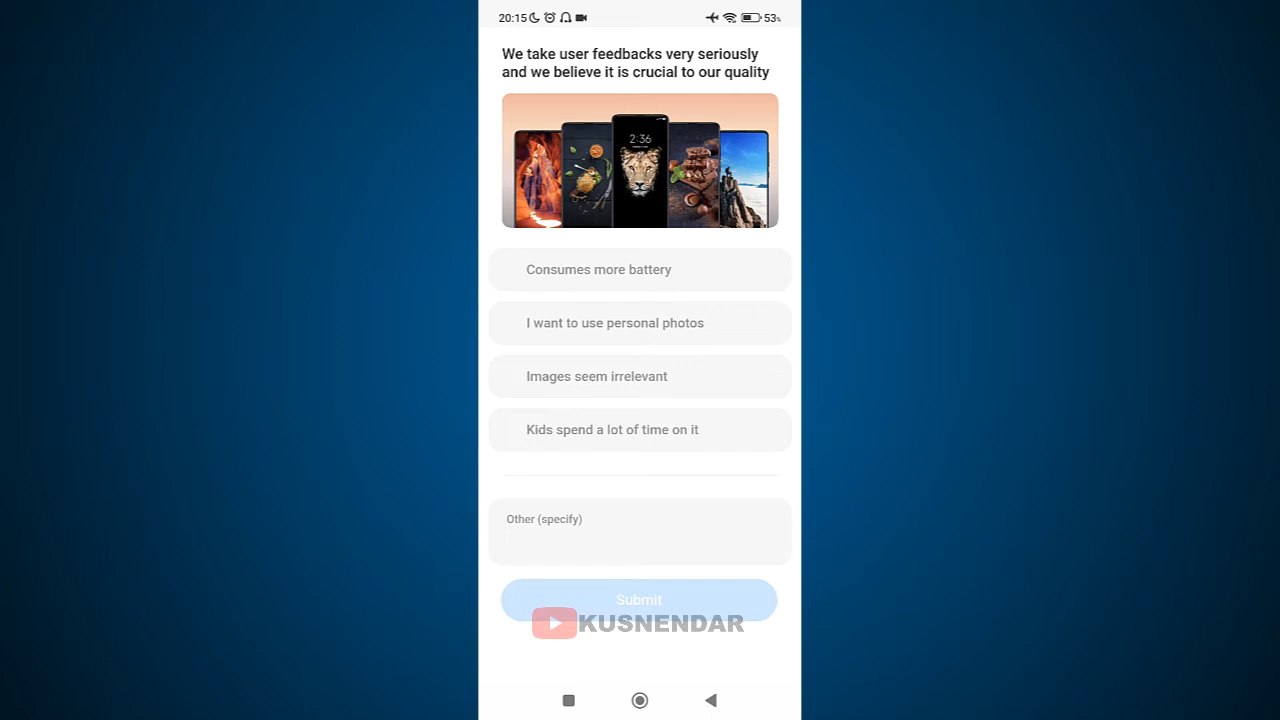 20:15 53%
We take user feedbacks very seriously
and we believe it is crucial to our quality
2:36
Consumes more battery
I want to use personal photos
Images seem irrelevant
Kids spend a lot of time on it
Other (specify)
Submit
KUSNENDAR